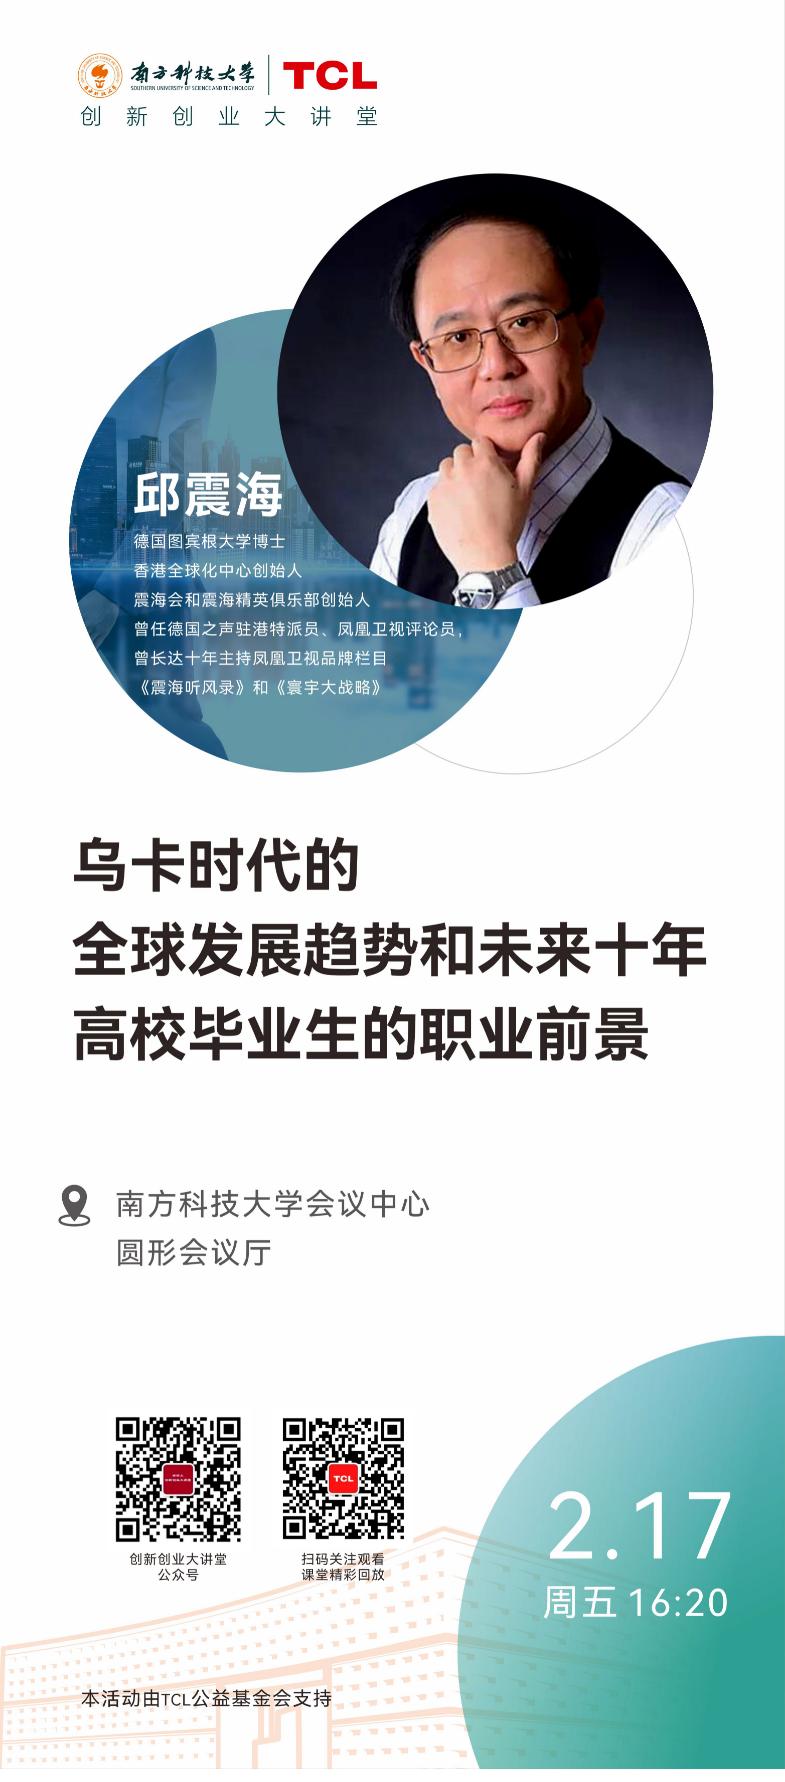 南方科技大学
SOUTHERN UNIVERSITY OF SCIENCE AND TECHNOLOGY
TCL
创新创业大讲堂
邱震海
德国图宾根大学博士
香港全球化中心创始人
震海会和震海精英俱乐部创始人
曾任德国之声驻港特派员、凤凰卫视评论员，
曾长达十年主持凤凰卫视品牌栏目
《震海听风录》和《寰宇大战略》
乌卡时代的
全球发展趋势和未来十年
高校毕业生的职业前景
南方科技大学会议中心
圆形会议厅
TCL
创新创业大讲堂
公众号
扫码关注观看
课堂精彩回放
2.17
周五 16:20
本活动由TCL公益基金会支持